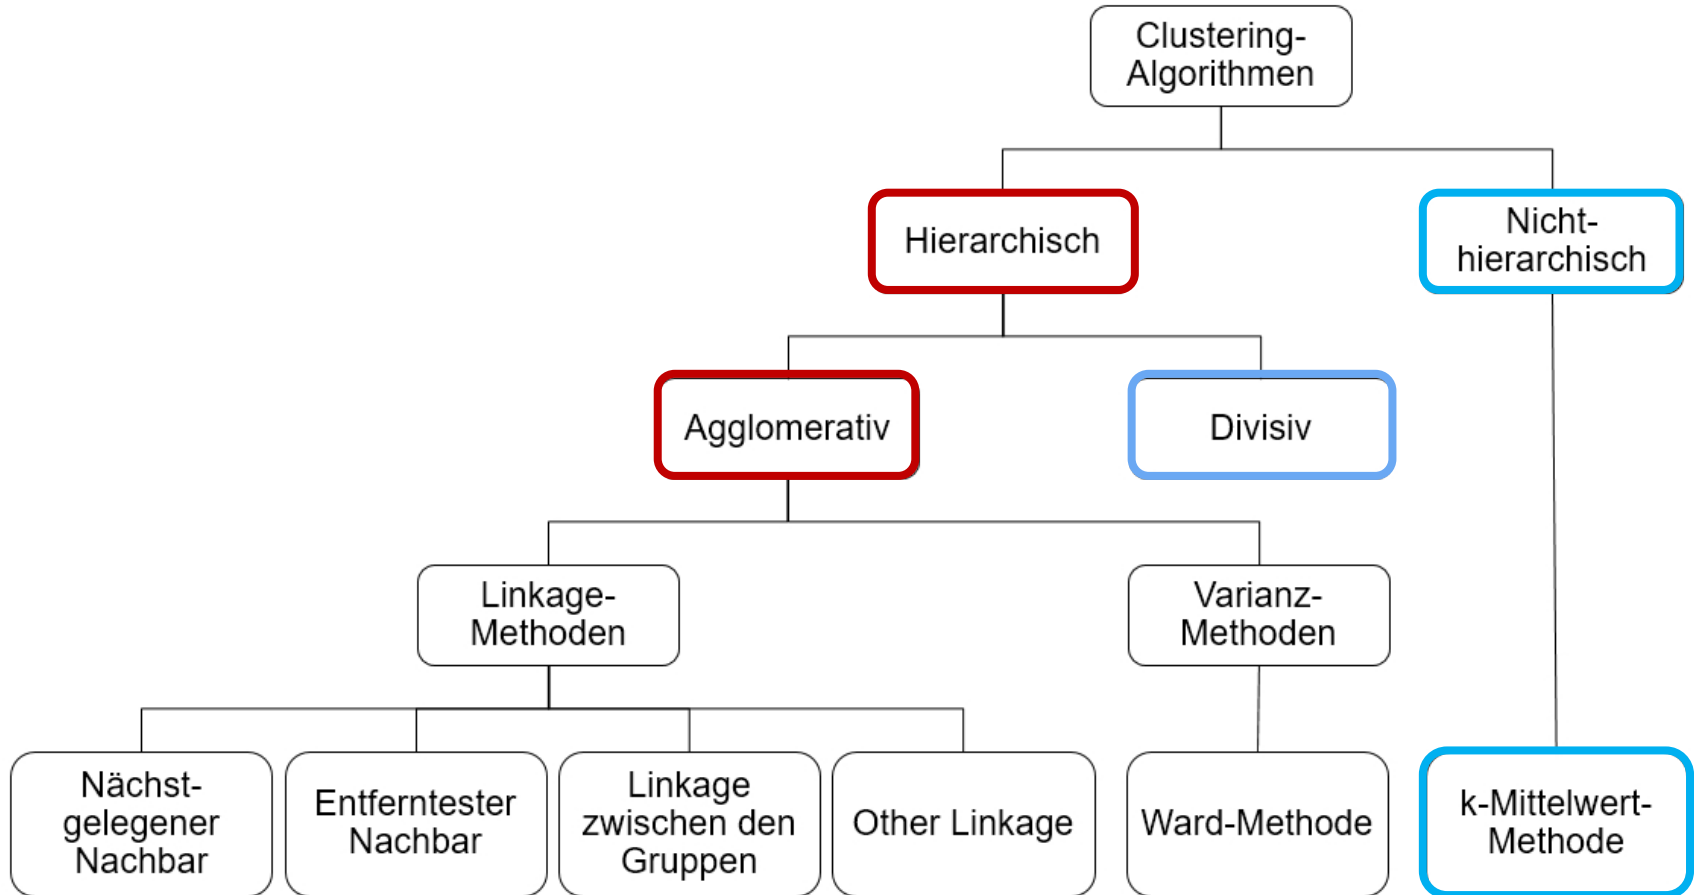 Clustering-
Algorithmen
Hierarchisch
Nicht-
hierarchisch
Agglomerativ
Divisiv
Linkage-
Methoden
Varianz-
Methoden
Nächst-
gelegener
Nachbar
Entferntester
Nachbar
Linkage
zwischen den
Gruppen
Other Linkage
Ward-Methode
k-Mittelwert-
Methode